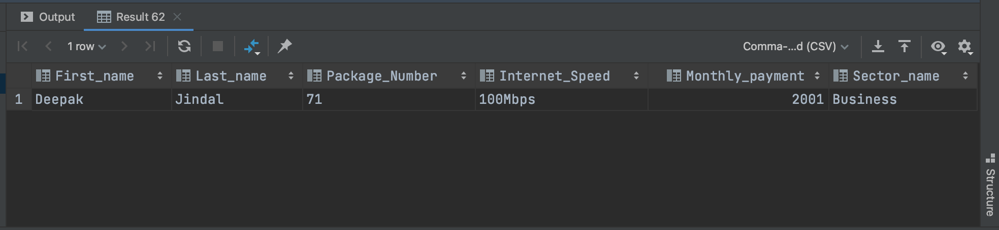 Output Result 62
1 row Comma-...d (CSV)
First_name Last_name Package_Number Internet_Speed Monthly_payment Sector_name
1 Deepak Jindal 71 100Mbps 2001 Business
Structure